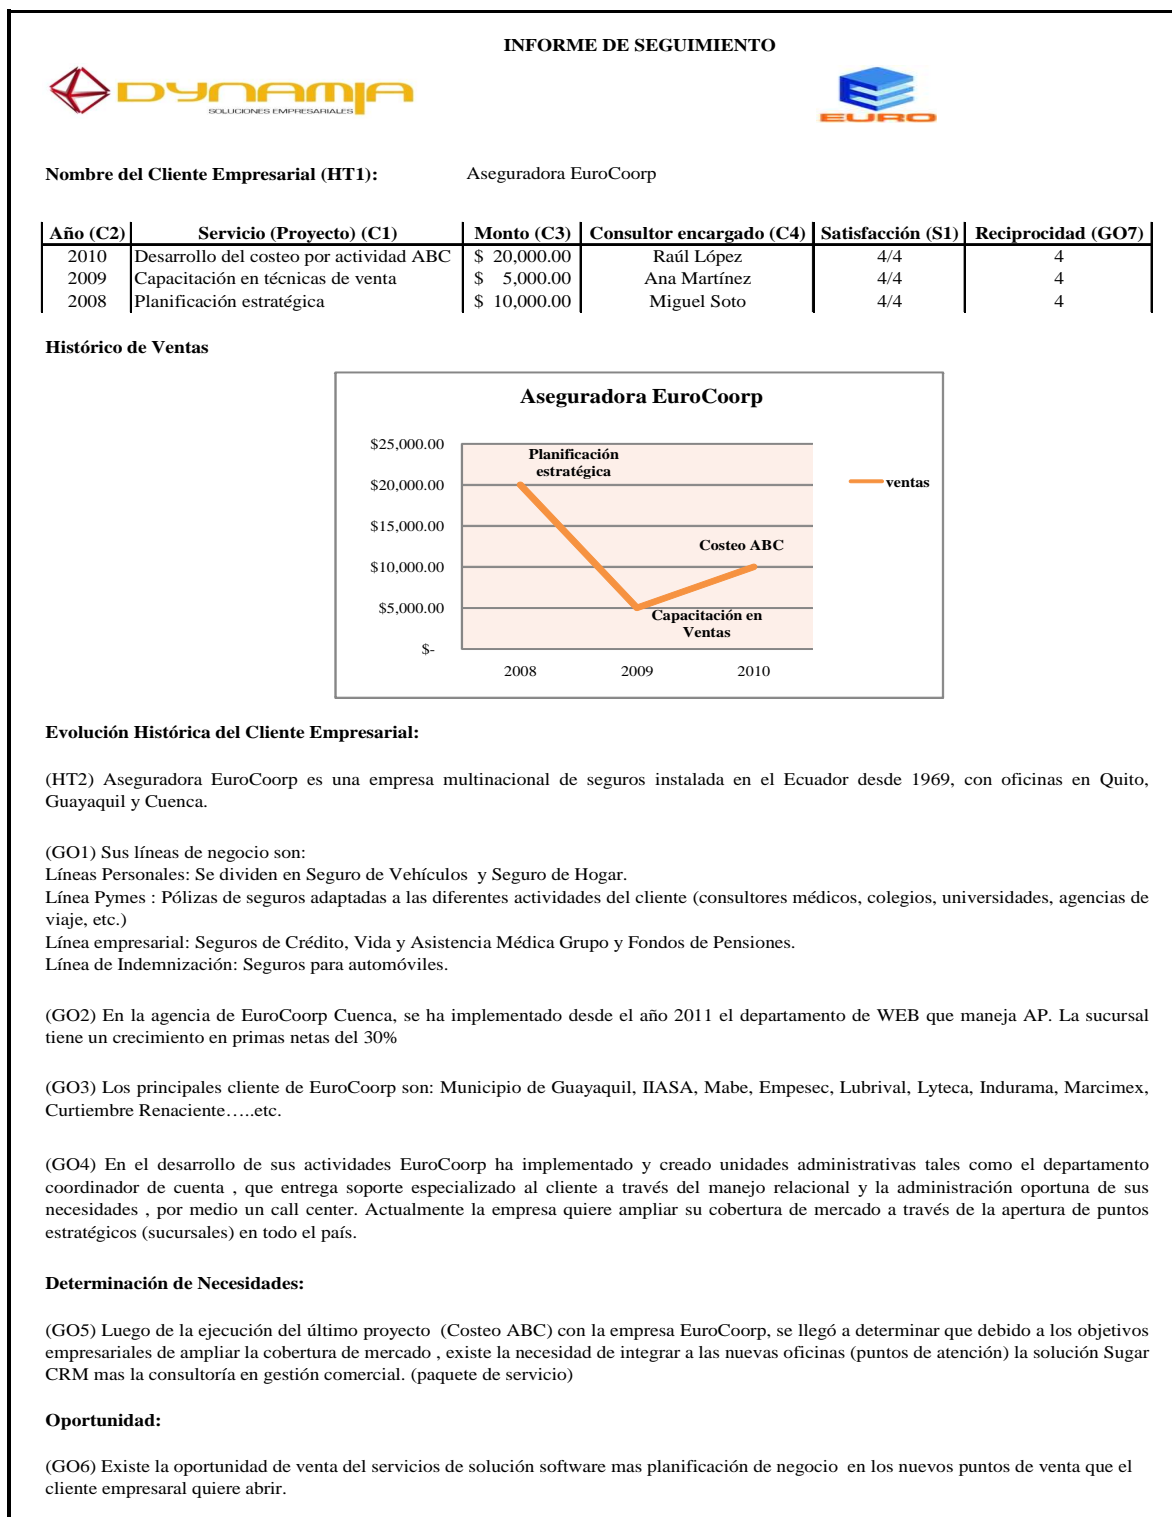 INFORME DE SEGUIMIENTO
DYNAMIA
SOLUCIONES EMPRESARIALES
EURO
Nombre del Cliente Empresarial (HT1): Aseguradora EuroCoorp
Año (C2) Servicio (Proyecto) (C1) Monto (C3) Consultor encargado (C4) Satisfacción (S1) Reciprocidad (GO7)
2010 Desarrollo del costeo por actividad ABC $ 20,000.00 Raúl López 4/4 4
2009 Capacitación en técnicas de venta $ 5,000.00 Ana Martínez 4/4 4
2008 Planificación estratégica $ 10,000.00 Miguel Soto 4/4 4
Histórico de Ventas
Aseguradora EuroCoorp
$25,000.00
$20,000.00
$15,000.00
$10,000.00
$5,000.00
$-
Planificación
estratégica
Costeo ABC
Capacitación en
Ventas
ventas
2008 2009 2010
Evolución Histórica del Cliente Empresarial:
(HT2) Aseguradora EuroCoorp es una empresa multinacional de seguros instalada en el Ecuador desde 1969, con oficinas en Quito,
Guayaquil y Cuenca.
(GO1) Sus líneas de negocio son:
Líneas Personales: Se dividen en Seguro de Vehículos y Seguro de Hogar.
Línea Pymes : Pólizas de seguros adaptadas a las diferentes actividades del cliente (consultores médicos, colegios, universidades, agencias de
viaje, etc.)
Línea empresarial: Seguros de Crédito, Vida y Asistencia Médica Grupo y Fondos de Pensiones.
Línea de Indemnización: Seguros para automóviles.
(GO2) En la agencia de EuroCoorp Cuenca, se ha implementado desde el año 2011 el departamento de WEB que maneja AP. La sucursal
tiene un crecimiento en primas netas del 30%
(GO3) Los principales cliente de EuroCoorp son: Municipio de Guayaquil, IIASA, Mabe, Empesec, Lubrival, Lyteca, Indurama, Marcimex,
Curtiembre Renaciente…..etc.
(GO4) En el desarrollo de sus actividades EuroCoorp ha implementado y creado unidades administrativas tales como el departamento
coordinador de cuenta , que entrega soporte especializado al cliente a través del manejo relacional y la administración oportuna de sus
necesidades , por medio un call center. Actualmente la empresa quiere ampliar su cobertura de mercado a través de la apertura de puntos
estratégicos (sucursales) en todo el país.
Determinación de Necesidades:
(GO5) Luego de la ejecución del último proyecto (Costeo ABC) con la empresa EuroCoorp, se llegó a determinar que debido a los objetivos
empresariales de ampliar la cobertura de mercado , existe la necesidad de integrar a las nuevas oficinas (puntos de atención) la solución Sugar
CRM mas la consultoría en gestión comercial. (paquete de servicio)
Oportunidad:
(GO6) Existe la oportunidad de venta del servicios de solución software mas planificación de negocio en los nuevos puntos de venta que el
cliente empresaral quiere abrir.